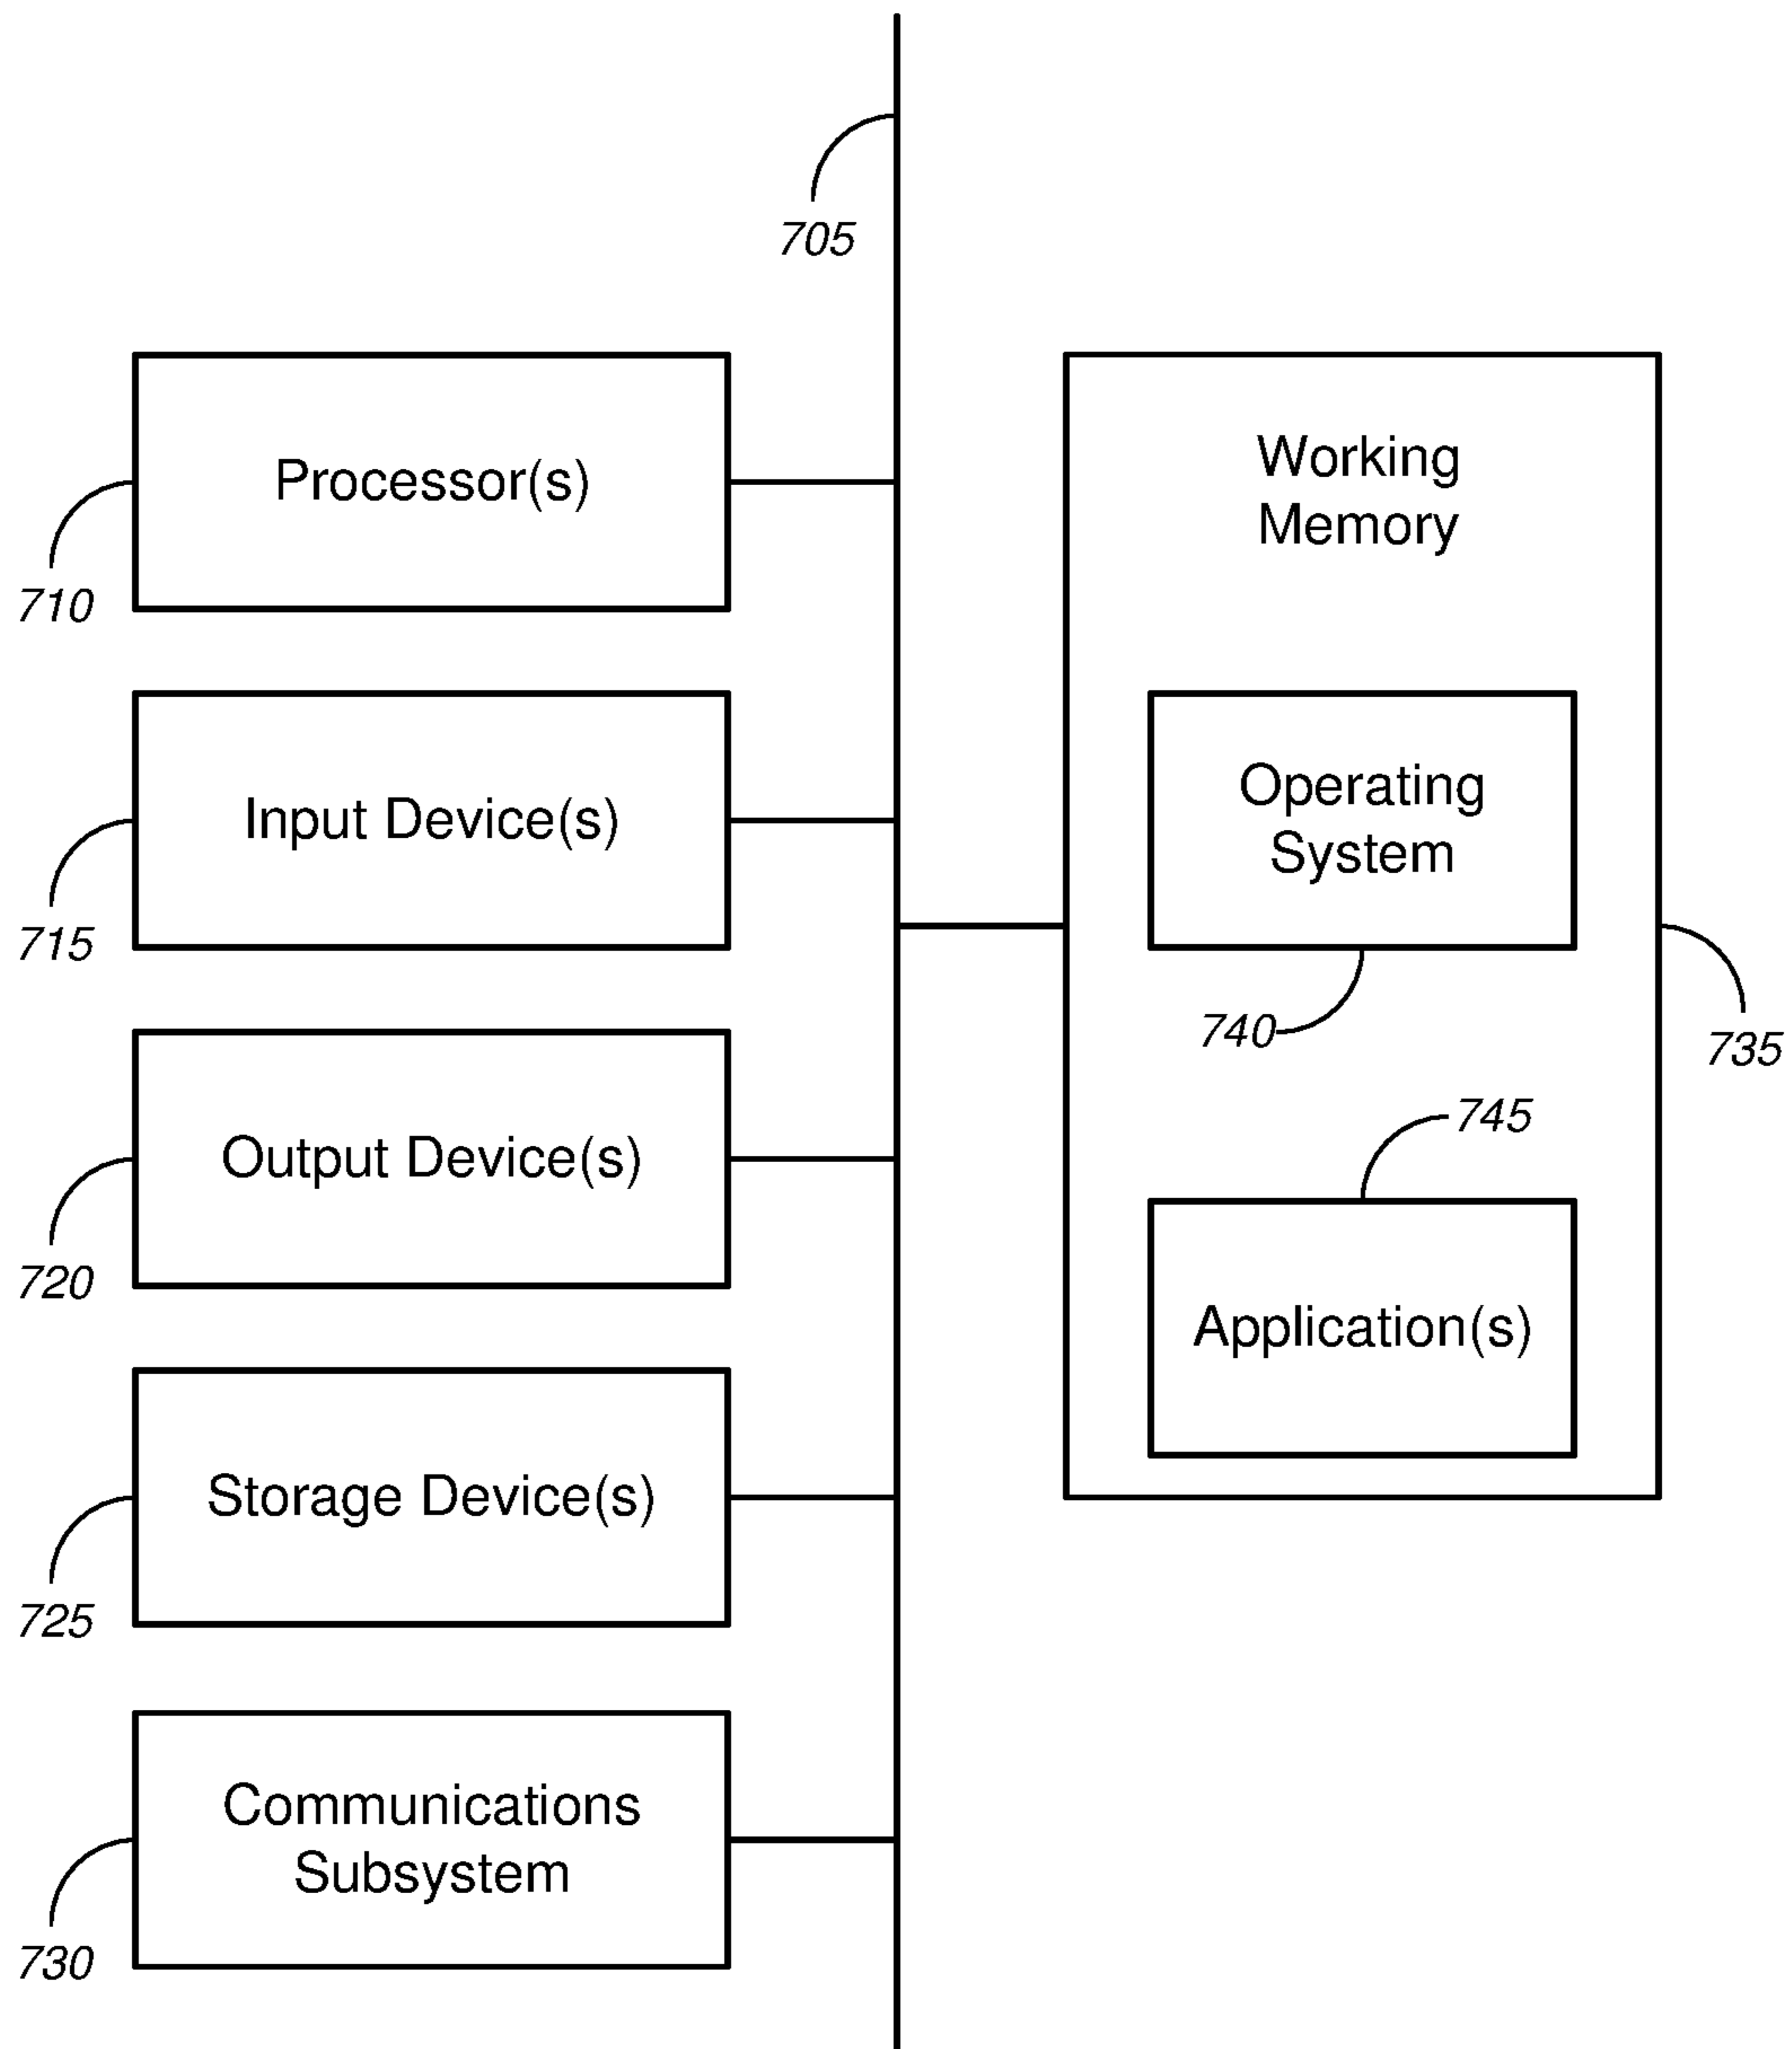 705
Processor(s)
710
Input Device(s)
715
Output Device(s)
720
Storage Device(s)
725
Communications
Subsystem
730
Working
Memory
Operating
System
740
735
745
Application(s)